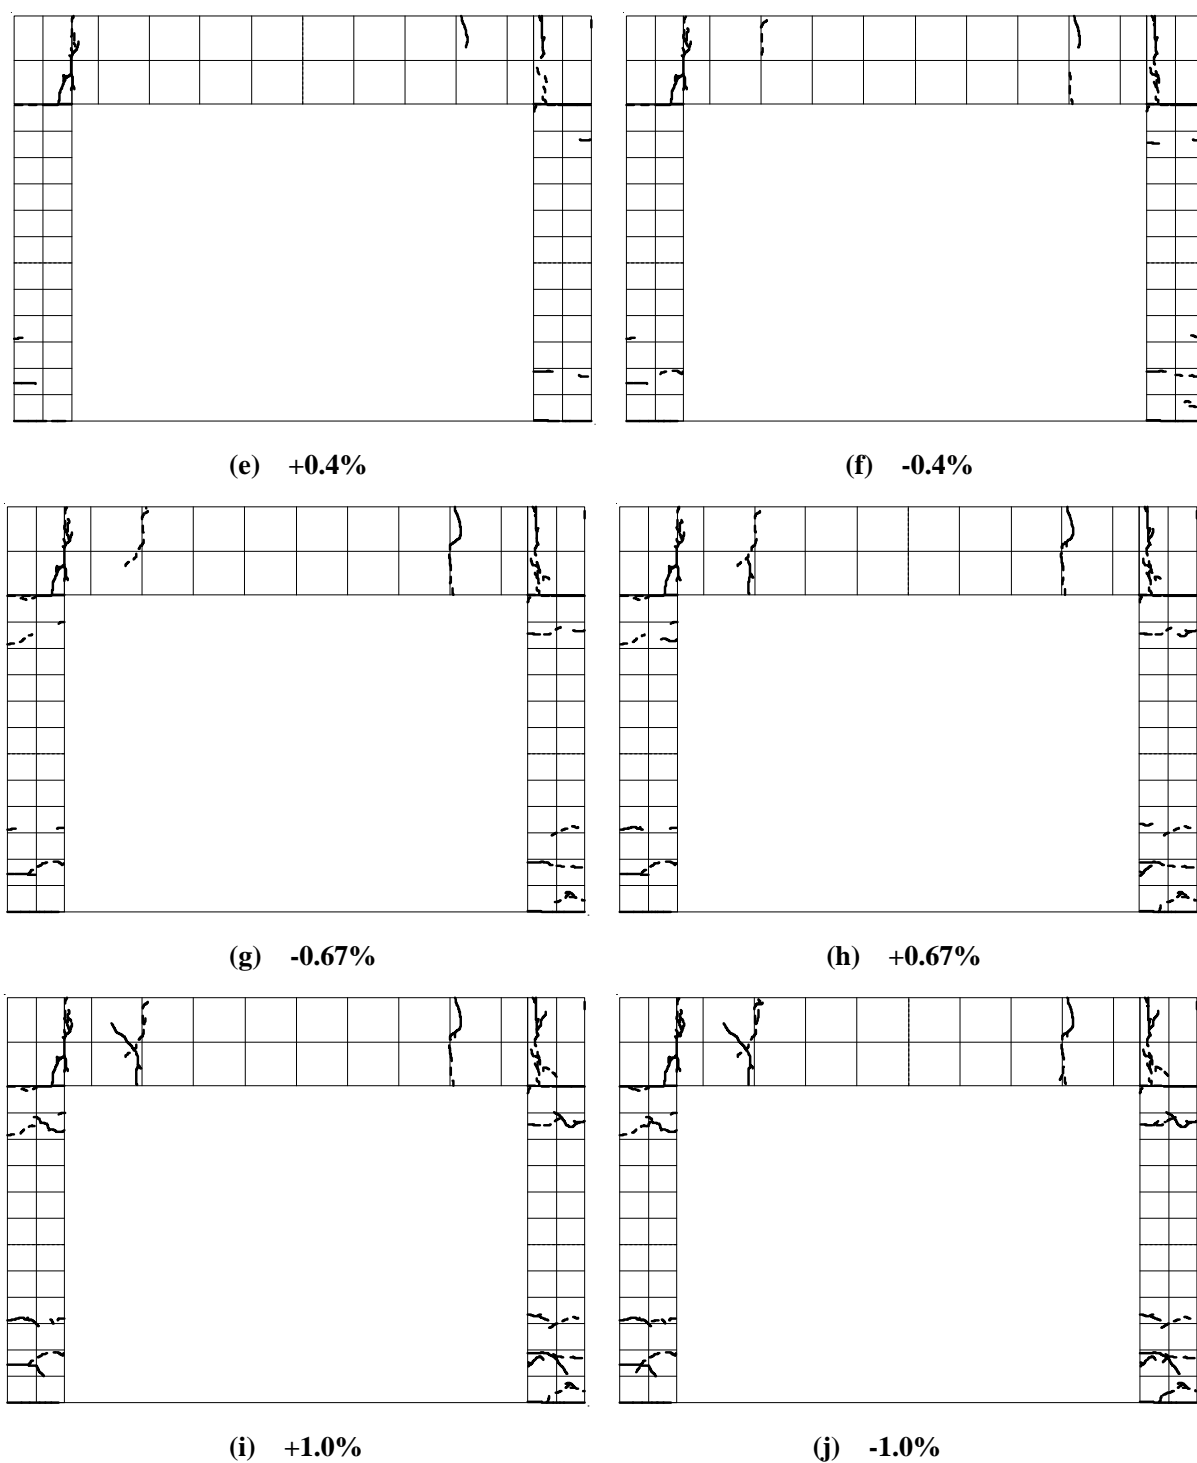 (e) +0.4%
(f) -0.4%
(g) -0.67%
(h) +0.67%
(i) +1.0%
(j) -1.0%